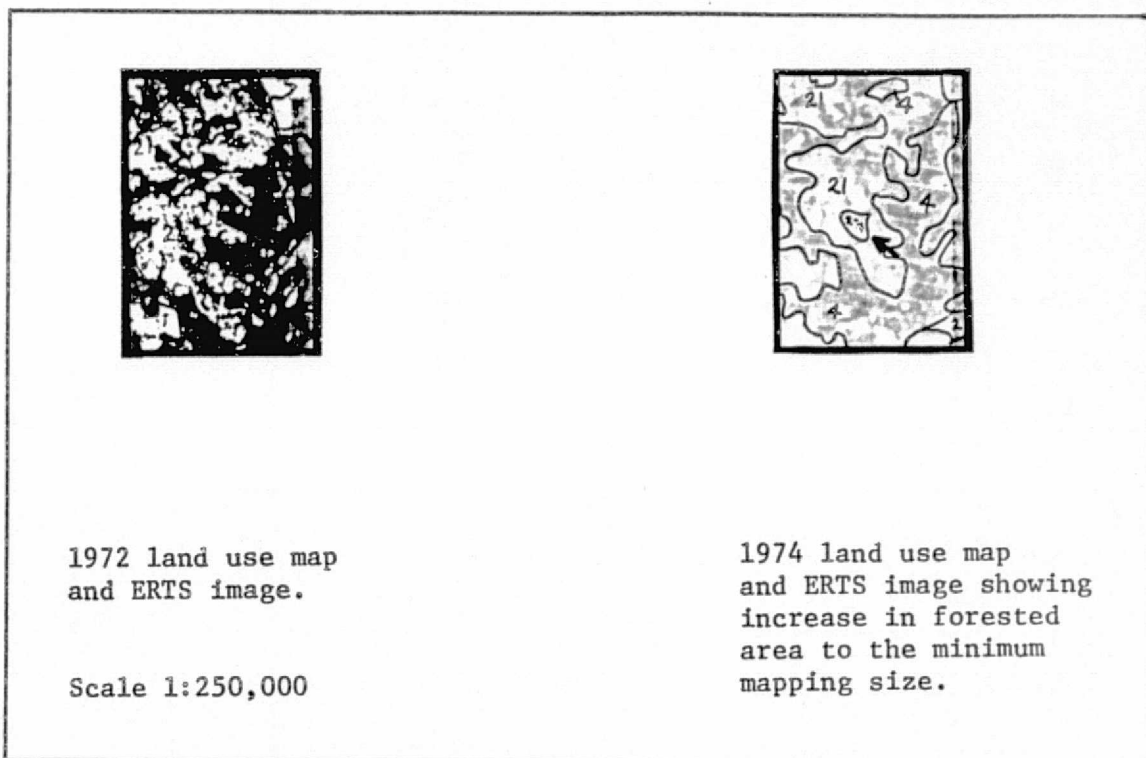 21
21
4
21
4
4
2
1972 land use map
and ERTS image.
Scale 1:250,000
1974 land use map
and ERTS image showing
increase in forested
area to the minimum
mapping size.